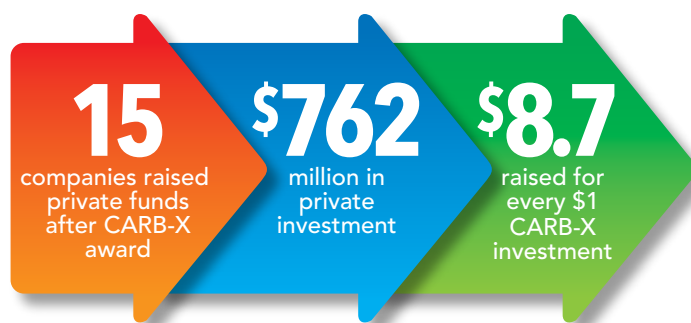 15
companies raised
private funds
after CARB-X
award
$762
million in
private
investment
$8.7
raised for
every $1
CARB-X
investment